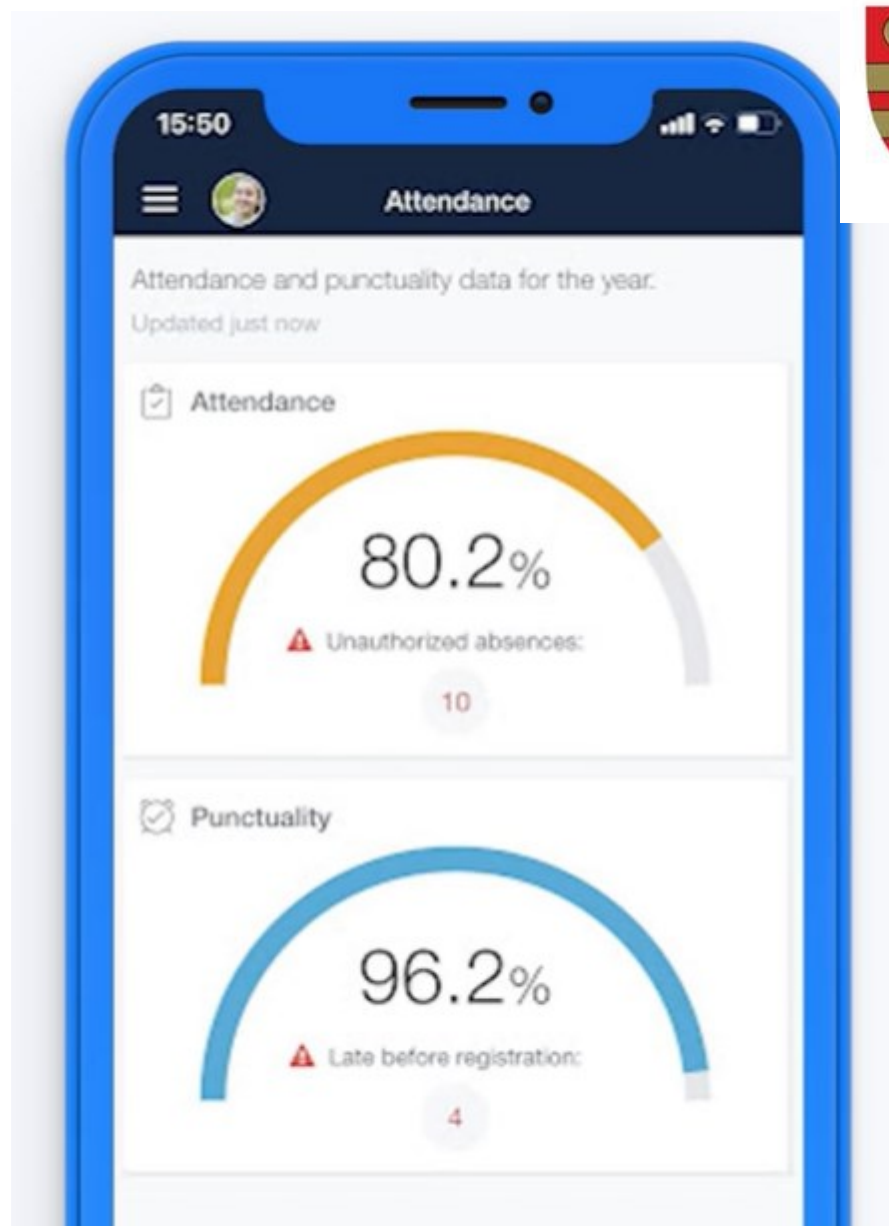 15:50
Attendance
Attendance and punctuality data for the year.
Updated just now
Attendance
80.2%
Unauthorized absences:
10
Punctuality
96.2%
Late before registration:
4